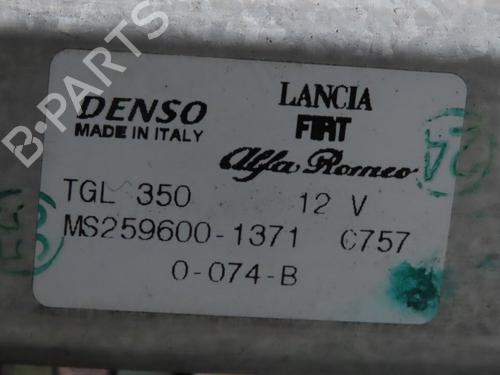 DENSO
MADE IN ITALY
LANCIA
FIAT
Alfa Romeo
TGL 350 12 V
MS259600-1371 C757
0-074-B
B-PARTS